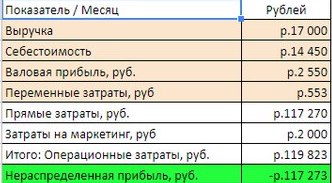 Показатель / Месяц Рублей
Выручка р.17 000
Себестоимость р.14 450
Валовая прибыль, руб. р.2 550
Переменные затраты, руб р.553
Прямые затраты, руб. р.117 270
Затраты на маркетинг, руб. р.2 000
Итого: Операционные затраты, руб. р.119 823
Нераспределенная прибыль, руб. -р.117 273